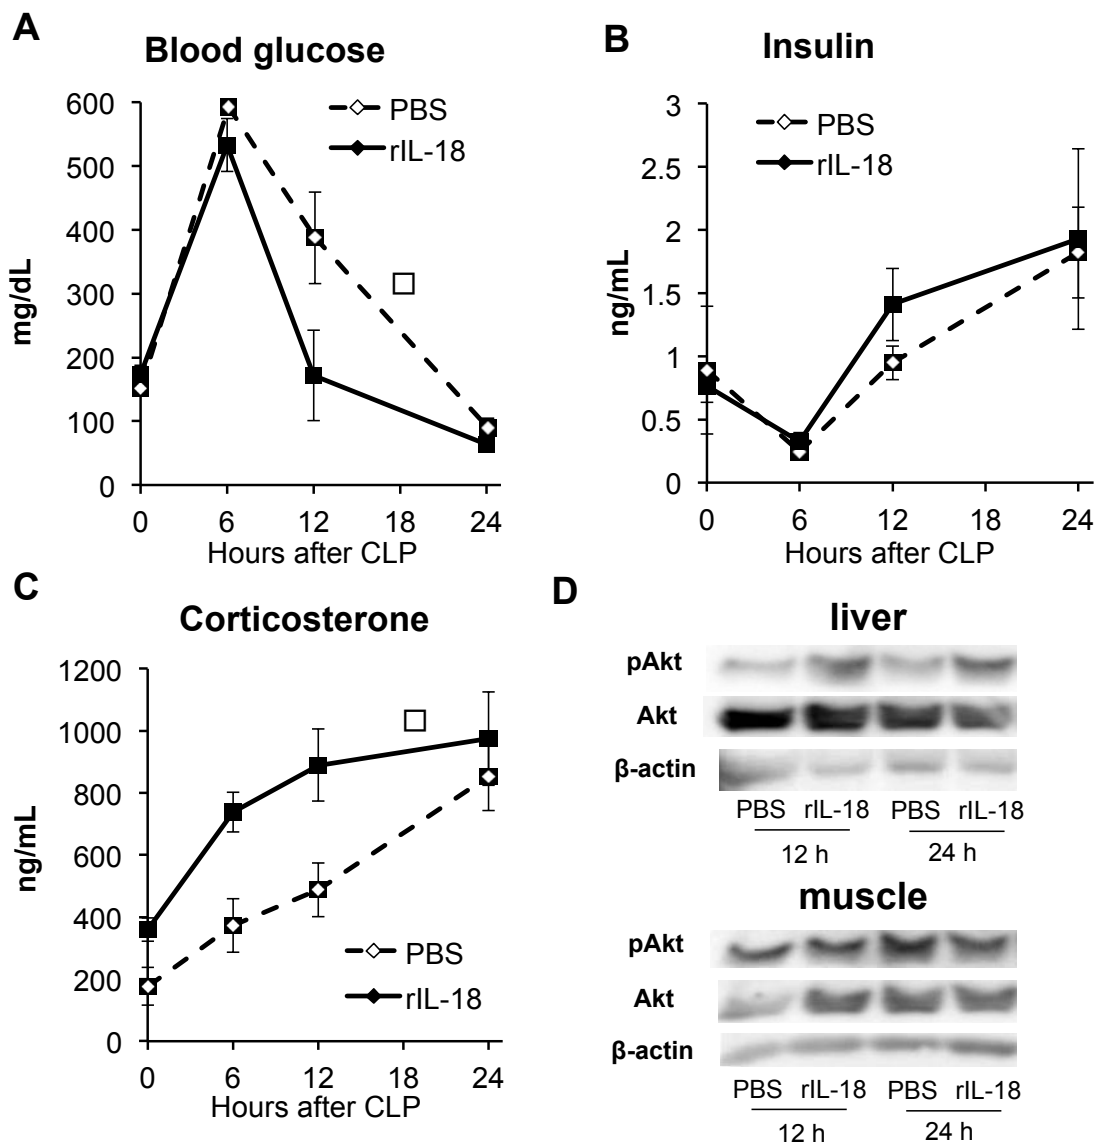 A
Blood glucose
PBS
rIL-18
600
500
400
300
200
100
0
mg/dL
0 6 12 18 24
Hours after CLP
B
Insulin
PBS
rIL-18
3
2.5
2
1.5
1
0.5
0
ng/mL
0 6 12 18 24
Hours after CLP
C
Corticosterone
1200
1000
800
600
400
200
0
ng/mL
PBS
rIL-18
0 6 12 18 24
Hours after CLP
D
liver
pAkt
Akt
β-actin
PBS rIL-18 PBS rIL-18
12 h 24 h
muscle
pAkt
Akt
β-actin
PBS rIL-18 PBS rIL-18
12 h 24 h